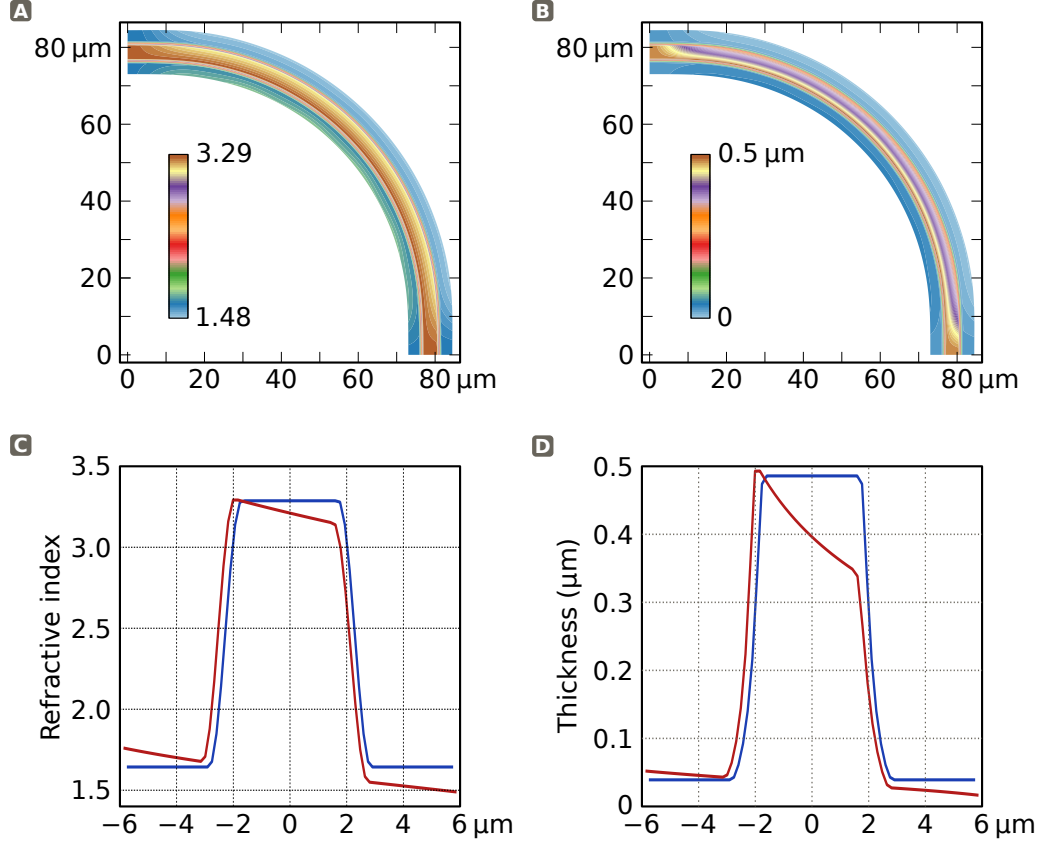 A
80 µm
60
40
20
0
3.29
1.48
0 20 40 60 80 µm
B
80
60
40
20
0
0.5 µm
0
0 20 40 60 80 µm
C
Refractive index
3.5
3.0
2.5
2.0
1.5
−6 −4 −2 0 2 4 6 µm
D
Thickness (µm)
0.5
0.4
0.3
0.2
0.1
0
−6 −4 −2 0 2 4 6 µm